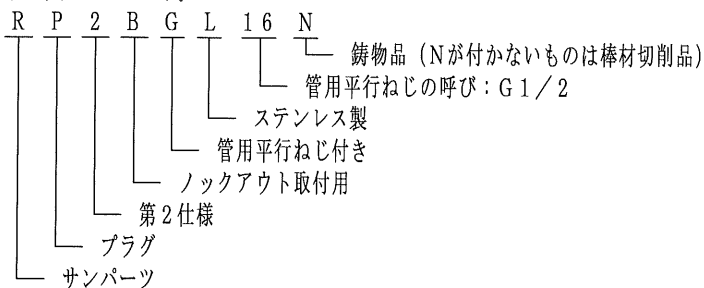 R P 2 B G L 16 N
鋳物品（Nが付かないものは棒材切削品）
管用平行ねじの呼び：G1／2
ステンレス製
管用平行ねじ付き
ノックアウト取付用
第2仕様
プラグ
サンパーツ